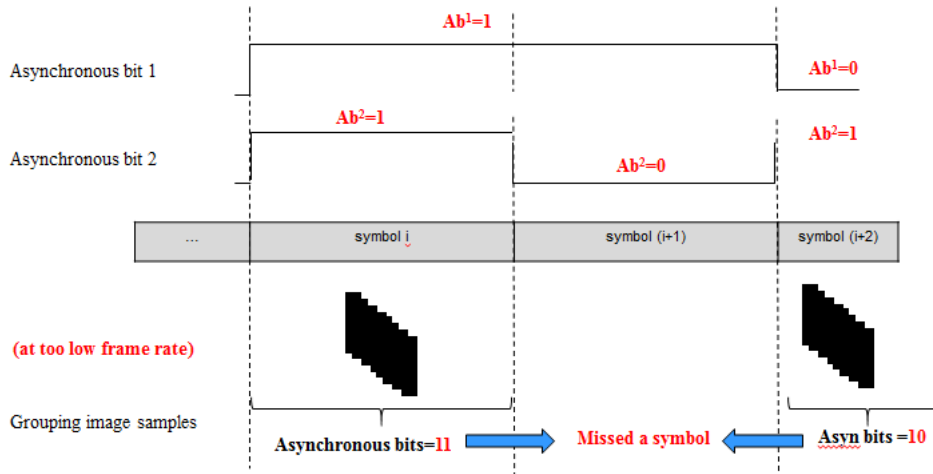 Ab¹=1
Asynchronous bit 1
Ab¹=0
Ab²=1
Ab²=1
Asynchronous bit 2
Ab²=0
... symbol i symbol (i+1) symbol (i+2)
(at too low frame rate)
Grouping image samples
Asynchronous bits=11 Missed a symbol Asyn bits =10